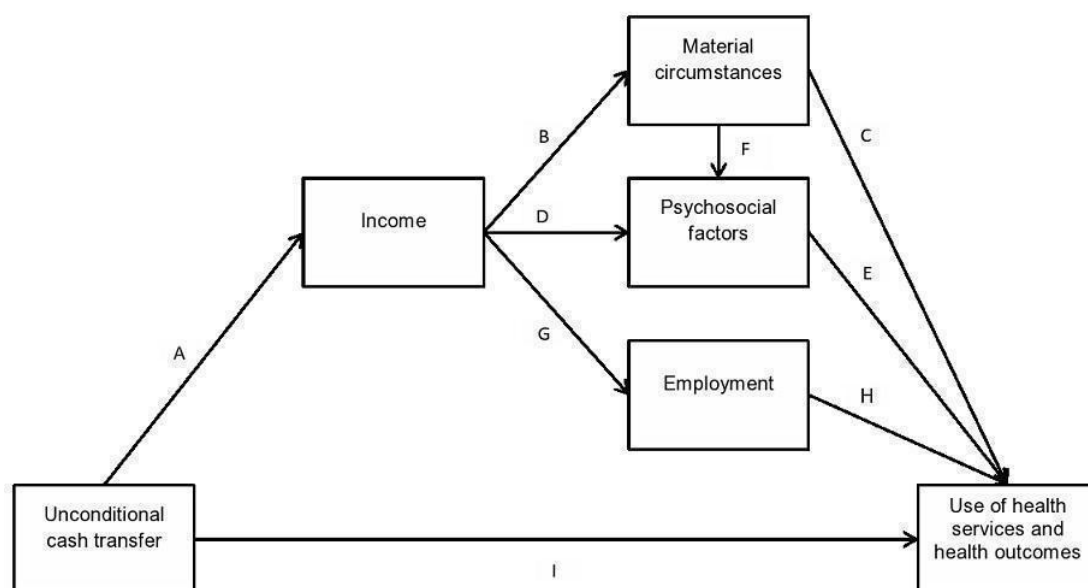 Material
circumstances
B
C
F
Income
D
Psychosocial
factors
E
G
A
Employment
H
Unconditional
cash transfer
I
Use of health
services and
health outcomes